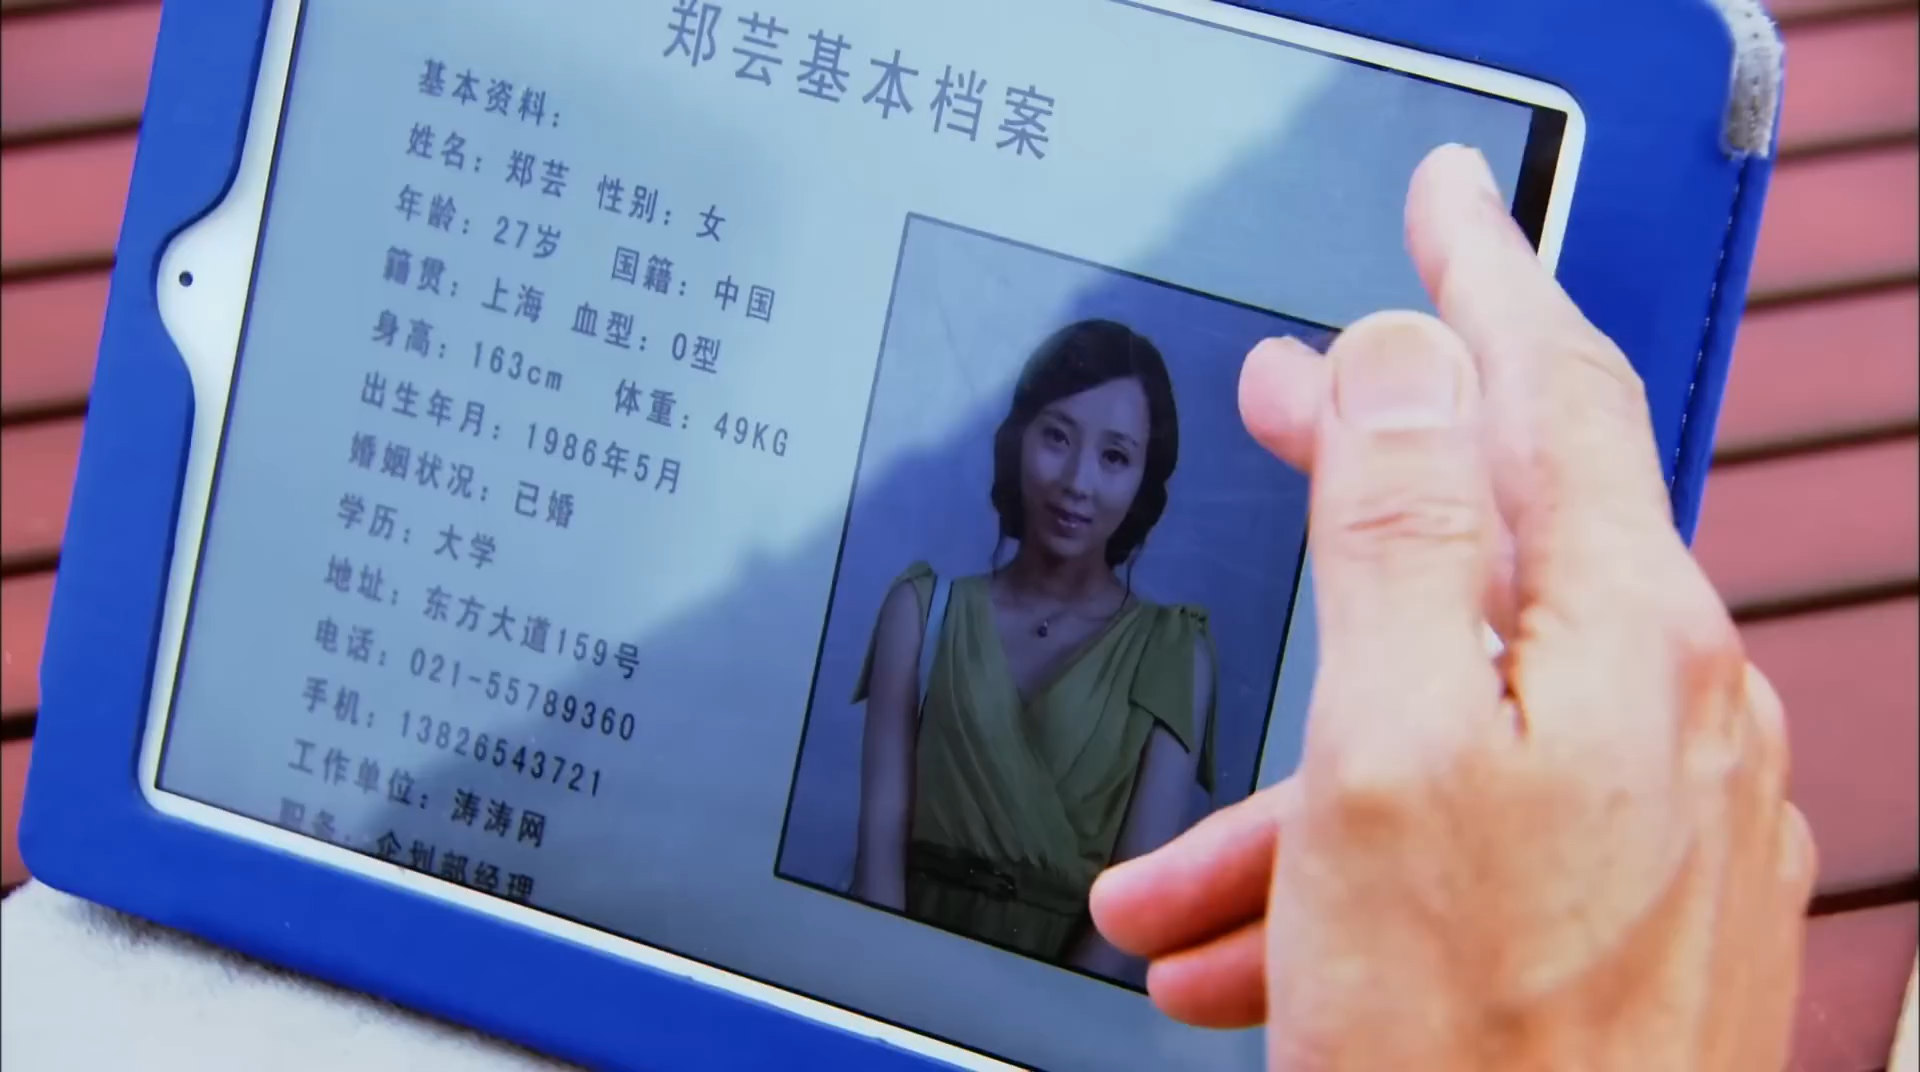 郑芸基本档案
基本资料：
姓名：郑芸 性别：女
年龄：27岁 国籍：中国
籍贯：上海 血型：O型
身高：163cm 体重：49KG
出生年月：1986年5月
婚姻状况：已婚
学历：大学
地址：东方大道159号
电话：021-55789360
手机：13826543721
工作单位：涛涛网
职务：企划部经理